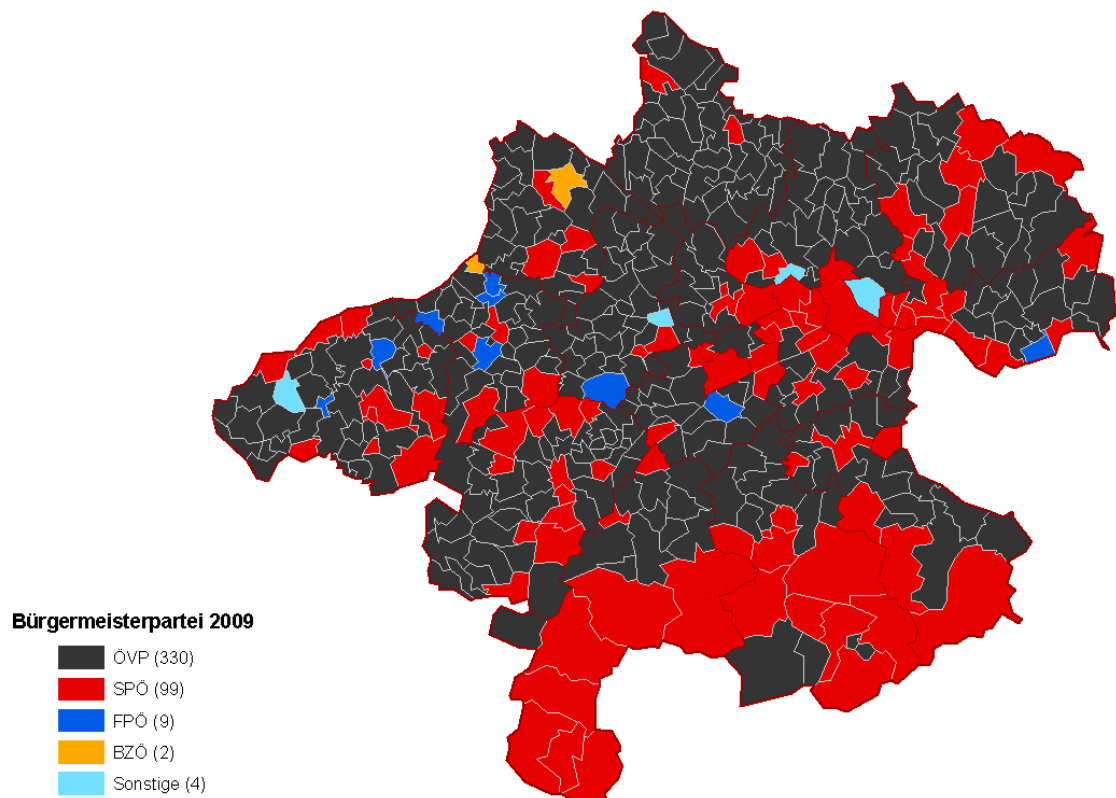 Bürgermeisterpartei 2009
ÖVP (330)
SPÖ (99)
FPÖ (9)
BZÖ (2)
Sonstige (4)